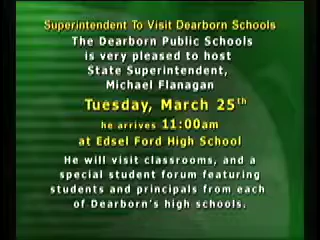 Superintendent To Visit Dearborn Schools
The Dearborn Public Schools
is very pleased to host
State Superintendent,
Michael Flanagan
Tuesday, March 25th
he arrives 11:00am
at Edsel Ford High School
He will visit classrooms, and a
special student forum featuring
students and principals from each
of Dearborn's high schools.